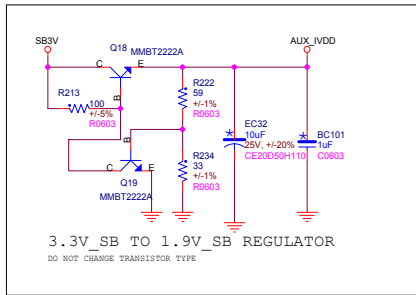 SB3V
AUX_IVDD
Q18
MMBT2222A
C
E
B
R213
100
+/-5%
R0603
R222
59
+/-1%
R0603
EC32
10uF
25V, +/-20%
CE20D50H110
BC101
1uF
C0603
B
C
E
Q19
MMBT2222A
R234
33
+/-1%
R0603
3.3V_SB TO 1.9V_SB REGULATOR
DO NOT CHANGE TRANSISTOR TYPE